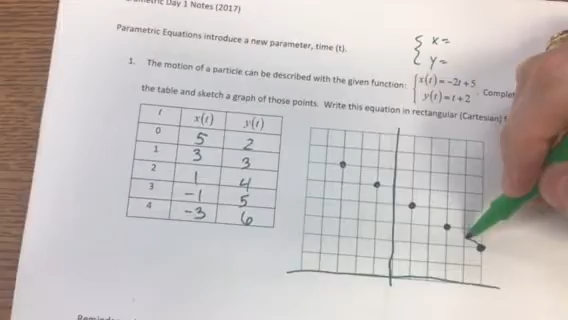 Day 1 Notes (2017)
Parametric Equations introduce a new parameter, time (t).
{ x=
y=
1. The motion of a particle can be described with the given function: { x(t)=-2t+5
y(t)=t+2 . Complet
the table and sketch a graph of those points. Write this equation in rectangular (Cartesian)
t x(t) y(t)
0 5 2
1 3 3
2 1 4
3 -1 5
4 -3 6